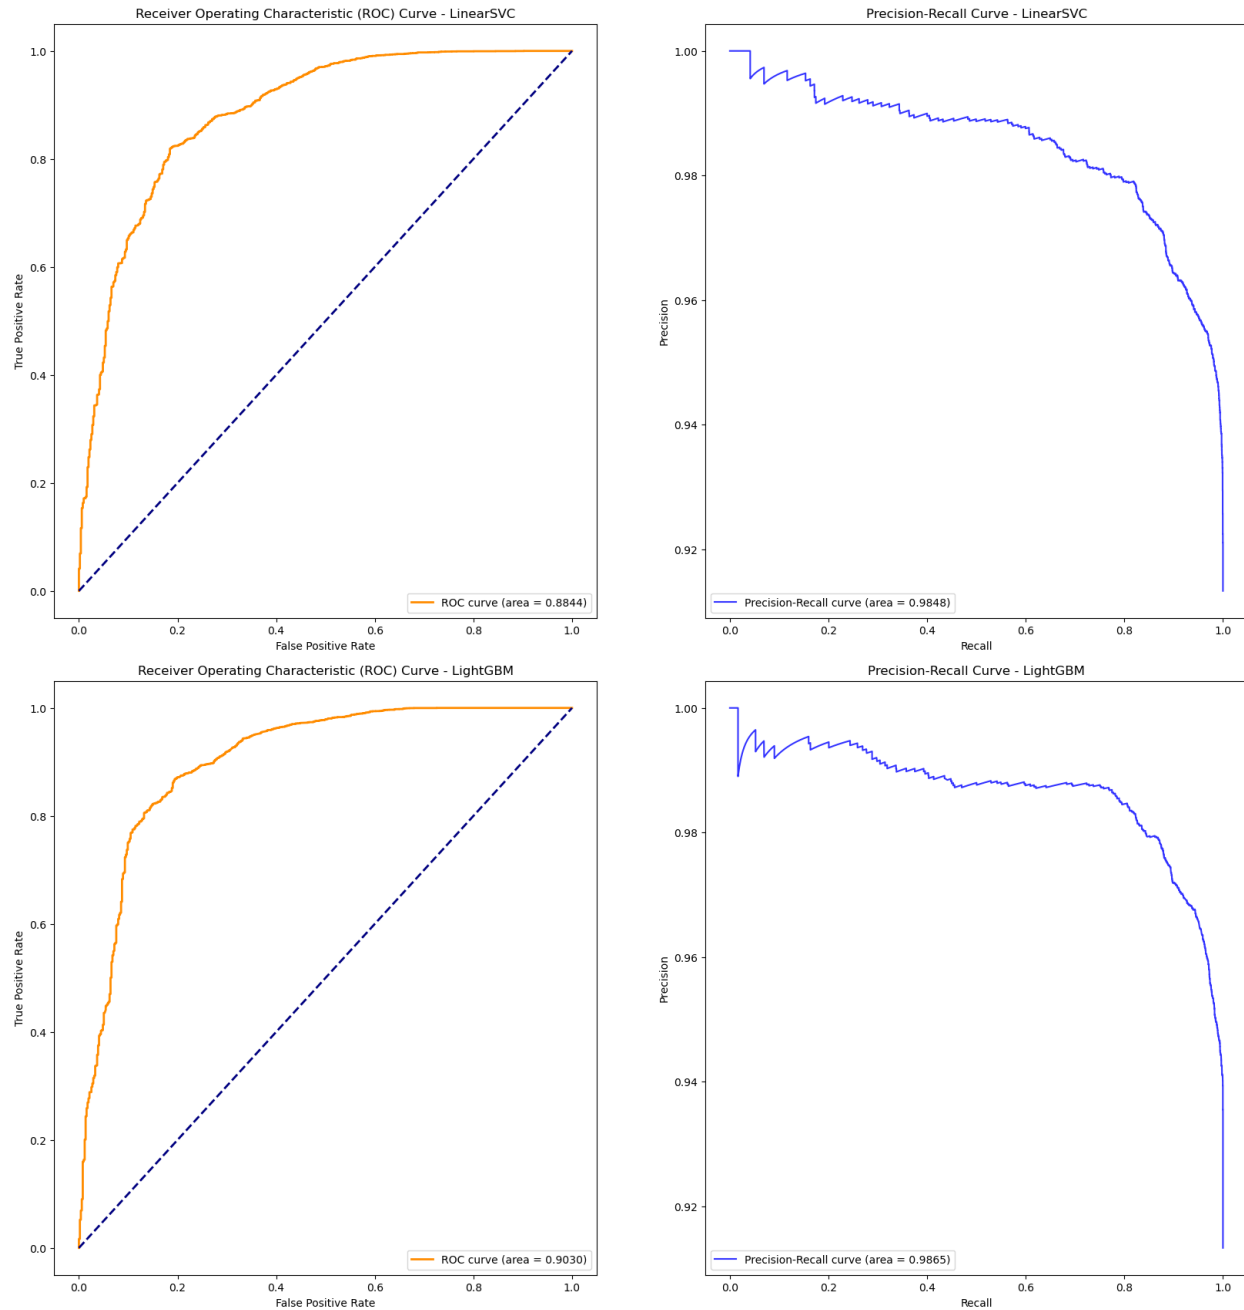 Receiver Operating Characteristic (ROC) Curve - LinearSVC
1.0
0.8
0.6
0.4
0.2
0.0
True Positive Rate
ROC curve (area = 0.8844)
0.0 0.2 0.4 0.6 0.8 1.0
False Positive Rate
Precision-Recall Curve - LinearSVC
1.00
0.98
0.96
0.94
0.92
Precision
Precision-Recall curve (area = 0.9848)
0.0 0.2 0.4 0.6 0.8 1.0
Recall
Receiver Operating Characteristic (ROC) Curve - LightGBM
1.0
0.8
0.6
0.4
0.2
0.0
True Positive Rate
ROC curve (area = 0.9030)
0.0 0.2 0.4 0.6 0.8 1.0
False Positive Rate
Precision-Recall Curve - LightGBM
1.00
0.98
0.96
0.94
0.92
Precision
Precision-Recall curve (area = 0.9865)
0.0 0.2 0.4 0.6 0.8 1.0
Recall